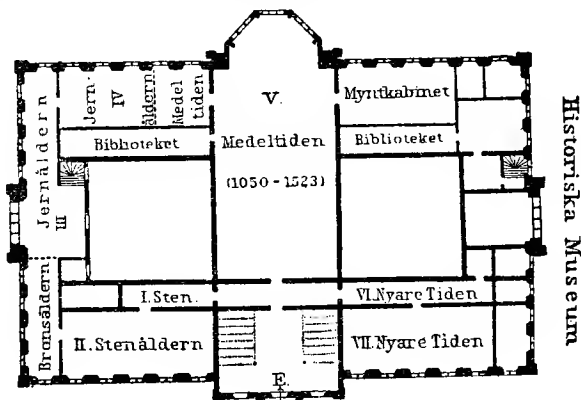 Jern-
IV
åldern
Medel
tiden
V.
Medeltiden
(1050-1523)
Myntkabinet
Biblioteket
Biblioteket
Jernåldern
III
Bronsåldern
I. Sten.
II. Stenåldern
VI. Nyare Tiden
VII. Nyare Tiden
E.
Historiska Museum